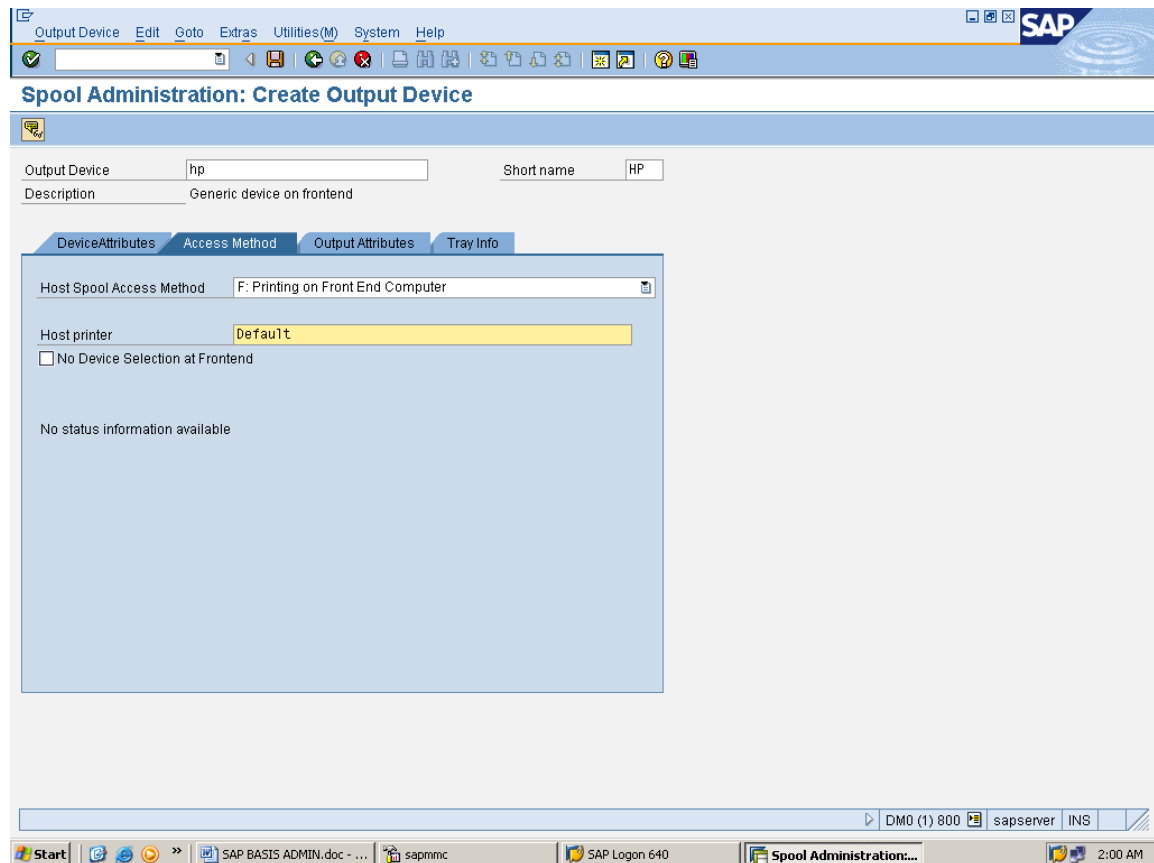 Output Device Edit Goto Extras Utilities(M) System Help
SAP
Spool Administration: Create Output Device
Output Device hp Short name HP
Description Generic device on frontend
DeviceAttributes Access Method Output Attributes Tray Info
Host Spool Access Method F: Printing on Front End Computer
Host printer Default
No Device Selection at Frontend
No status information available
DM0 (1) 800 sapserver INS
Start » SAP BASIS ADMIN.doc - ... sapmmc SAP Logon 640 Spool Administration:... 2:00 AM